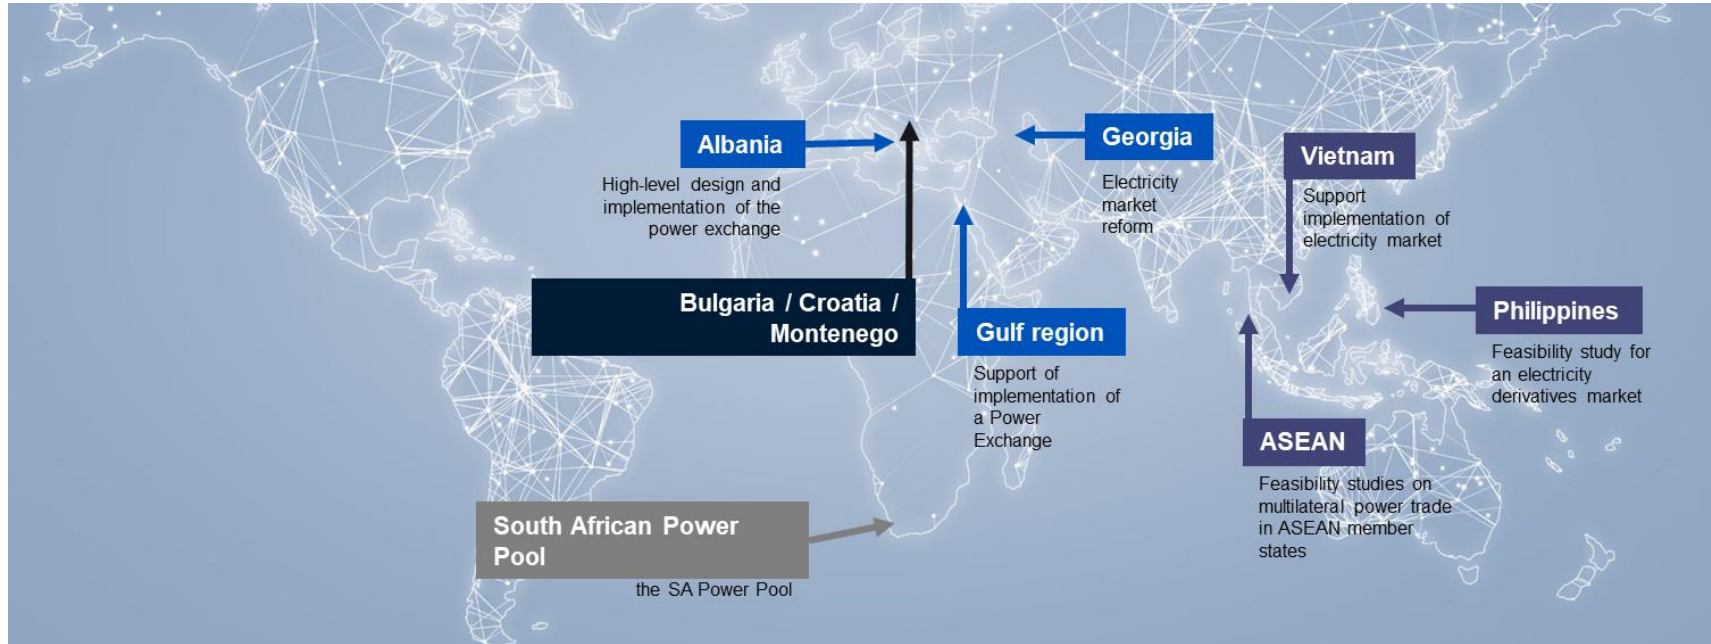 Albania
High-level design and
implementation of the
power exchange
Georgia
Electricity
market
reform
Vietnam
Support
implementation of
electricity market
Bulgaria / Croatia /
Montenego
Gulf region
Support of
implementation of
a Power
Exchange
Philippines
Feasibility study for
an electricity
derivatives market
ASEAN
Feasibility studies on
multilateral power trade
in ASEAN member
states
South African Power
Pool
the SA Power Pool